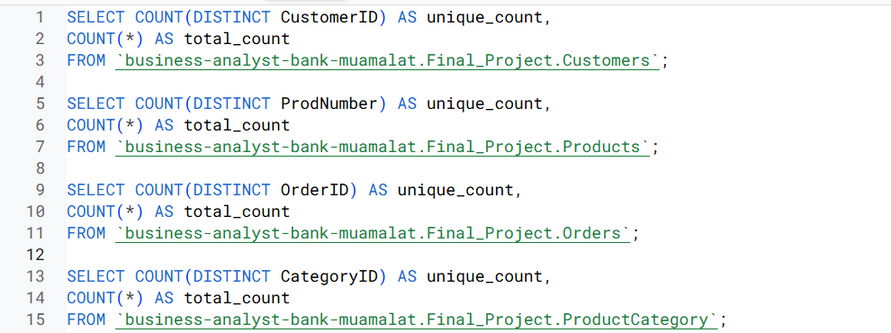 1 SELECT COUNT(DISTINCT CustomerID) AS unique_count,
2 COUNT(*) AS total_count
3 FROM `business-analyst-bank-muamalat.Final_Project.Customers`;
4
5 SELECT COUNT(DISTINCT ProdNumber) AS unique_count,
6 COUNT(*) AS total_count
7 FROM `business-analyst-bank-muamalat.Final_Project.Products`;
8
9 SELECT COUNT(DISTINCT OrderID) AS unique_count,
10 COUNT(*) AS total_count
11 FROM `business-analyst-bank-muamalat.Final_Project.Orders`;
12
13 SELECT COUNT(DISTINCT CategoryID) AS unique_count,
14 COUNT(*) AS total_count
15 FROM `business-analyst-bank-muamalat.Final_Project.ProductCategory`;